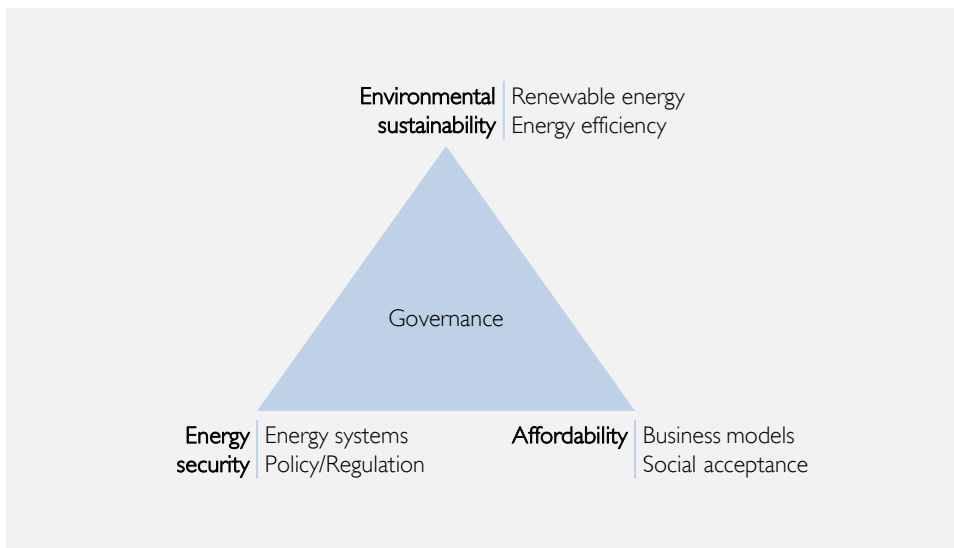 Environmental
sustainability
Renewable energy
Energy efficiency
Governance
Energy
security
Energy systems
Policy/Regulation
Affordability
Business models
Social acceptance